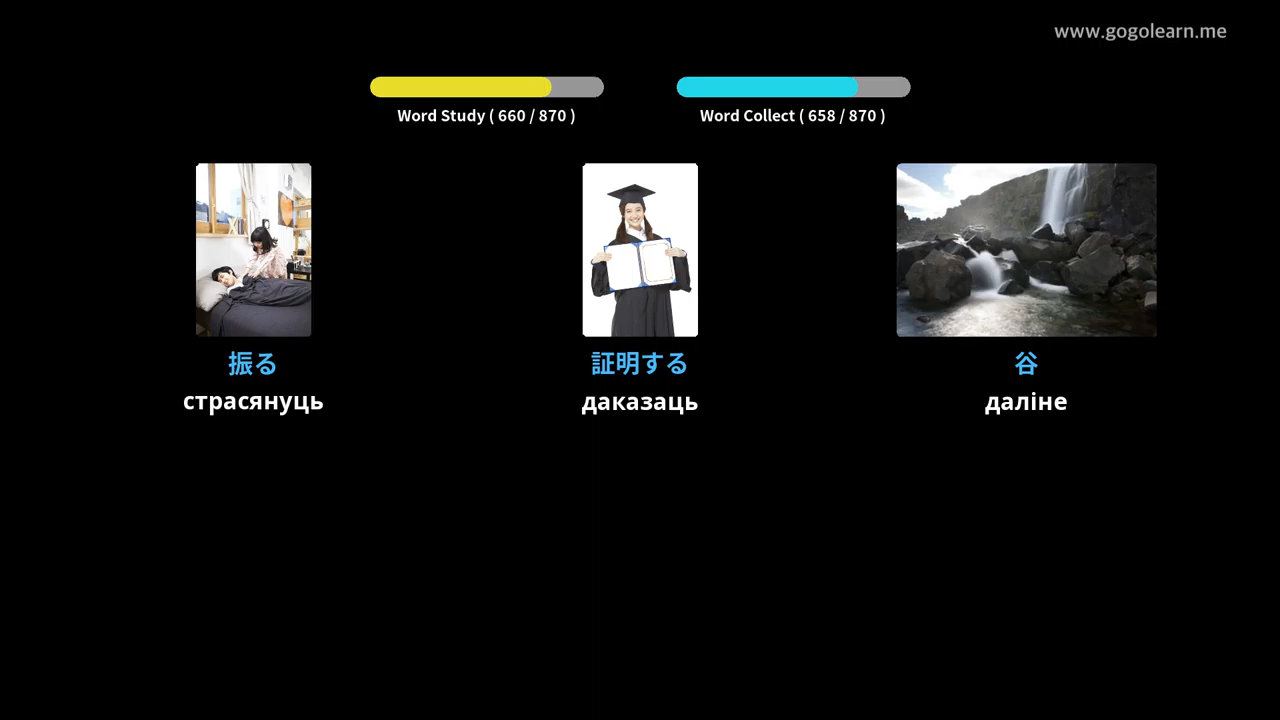 www.gogolearn.me
Word Study ( 660 / 870 )
Word Collect ( 658 / 870 )
振る
証明する
谷
страсянуць
даказаць
даліне